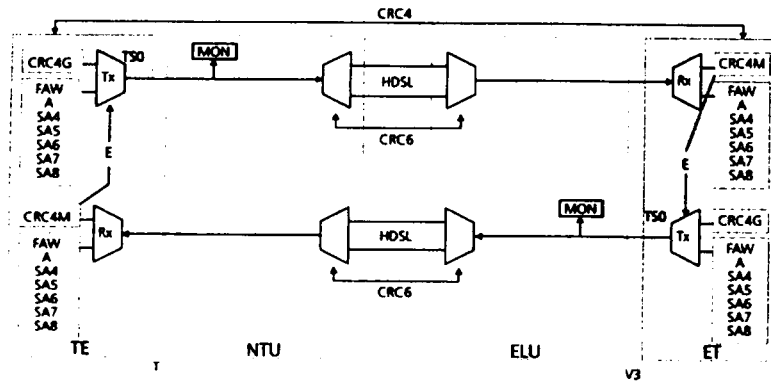 CRC4
CRC4G
Tx
TS0
MON
HDSL
CRC6
Rx
CRC4M
FAW
A
SA4
SA5
SA6
SA7
SA8
E
FAW
A
SA4
SA5
SA6
SA7
SA8
E
CRC4M
Rx
HDSL
CRC6
MON
TS0
Tx
CRC4G
FAW
A
SA4
SA5
SA6
SA7
SA8
FAW
A
SA4
SA5
SA6
SA7
SA8
TE
NTU
ELU
ET
T
V3